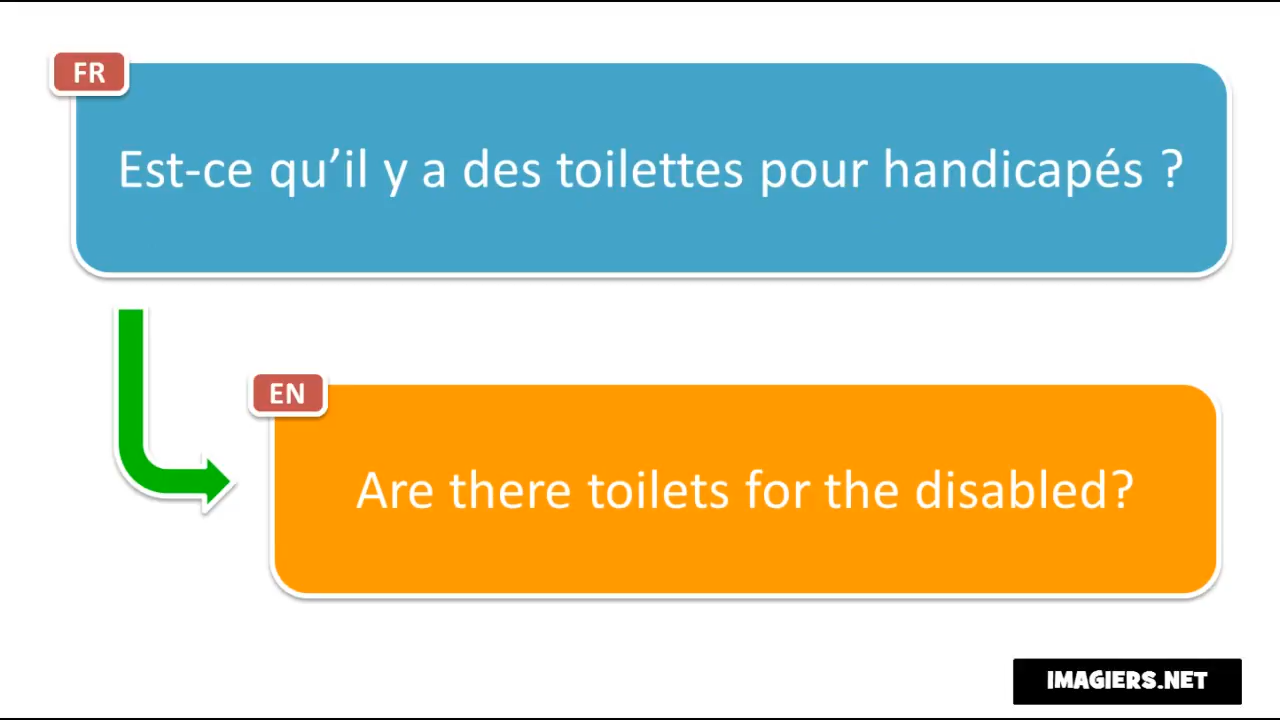 FR
Est-ce qu’il y a des toilettes pour handicapés ?
EN
Are there toilets for the disabled?
IMAGIERS.NET